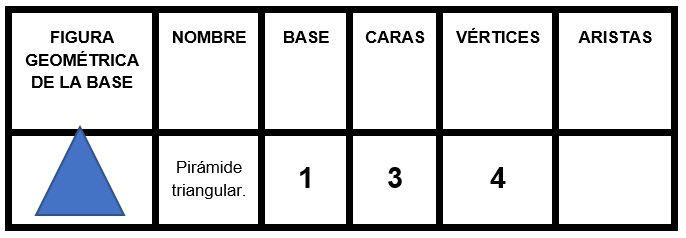 FIGURA
GEOMÉTRICA
DE LA BASE
NOMBRE
BASE
CARAS
VÉRTICES
ARISTAS
Pirámide
triangular.
1
3
4